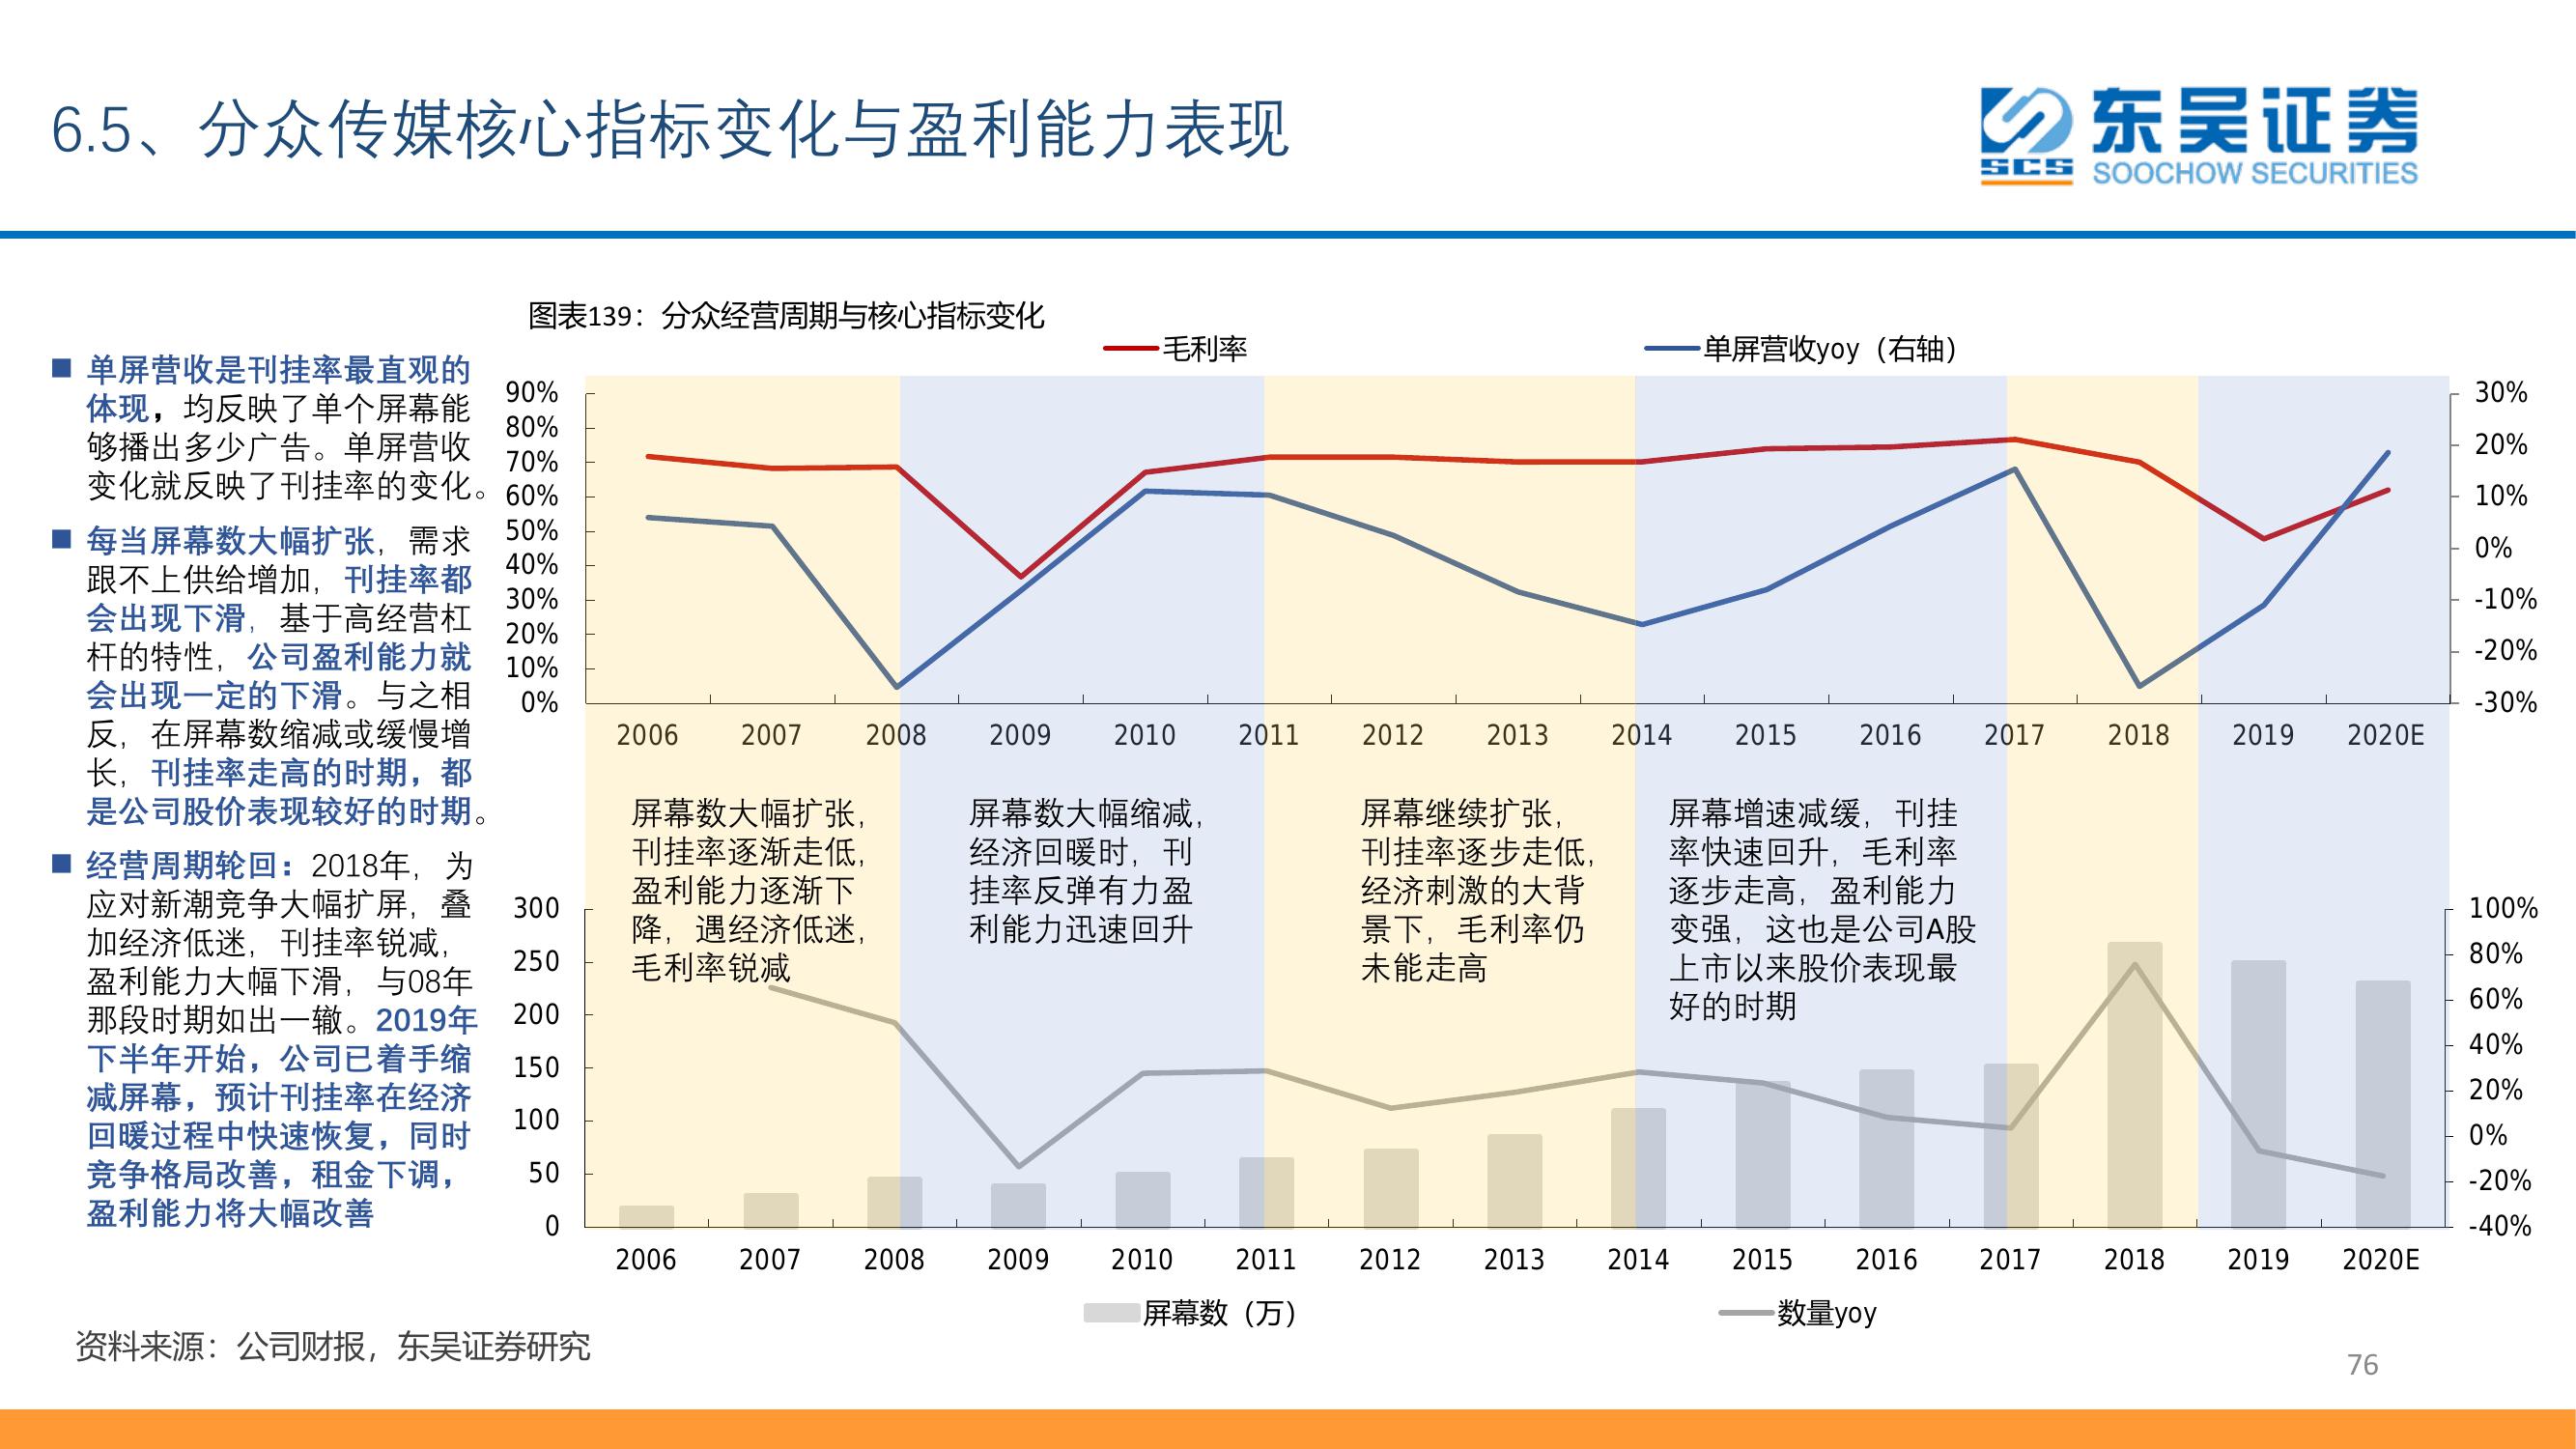 6.5、分众传媒核心指标变化与盈利能力表现
东吴证券
SCS
SOOCHOW SECURITIES
■ 单屏营收是刊挂率最直观的
体现，均反映了单个屏幕能
够播出多少广告。单屏营收
变化就反映了刊挂率的变化。
■ 每当屏幕数大幅扩张，需求
跟不上供给增加，刊挂率都
会出现下滑，基于高经营杠
杆的特性，公司盈利能力就
会出现一定的下滑。与之相
反，在屏幕数缩减或缓慢增
长，刊挂率走高的时期，都
是公司股价表现较好的时期。
■ 经营周期轮回：2018年，为
应对新潮竞争大幅扩屏，叠
加经济低迷，刊挂率锐减，
盈利能力大幅下滑，与08年
那段时期如出一辙。2019年
下半年开始，公司已着手缩
减屏幕，预计刊挂率在经济
回暖过程中快速恢复，同时
竞争格局改善，租金下调，
盈利能力将大幅改善
图表139：分众经营周期与核心指标变化
毛利率 单屏营收yoy（右轴）
90%
80%
70%
60%
50%
40%
30%
20%
10%
0%
30%
20%
10%
0%
-10%
-20%
-30%
2006 2007 2008 2009 2010 2011 2012 2013 2014 2015 2016 2017 2018 2019 2020E
屏幕数大幅扩张，
刊挂率逐渐走低，
盈利能力逐渐下
降，遇经济低迷，
毛利率锐减
屏幕数大幅缩减，
经济回暖时，刊
挂率反弹有力盈
利能力迅速回升
屏幕继续扩张，
刊挂率逐步走低，
经济刺激的大背
景下，毛利率仍
未能走高
屏幕增速减缓，刊挂
率快速回升，毛利率
逐步走高，盈利能力
变强，这也是公司A股
上市以来股价表现最
好的时期
300
250
200
150
100
50
0
100%
80%
60%
40%
20%
0%
-20%
-40%
2006 2007 2008 2009 2010 2011 2012 2013 2014 2015 2016 2017 2018 2019 2020E
屏幕数（万） 数量yoy
资料来源：公司财报，东吴证券研究
76